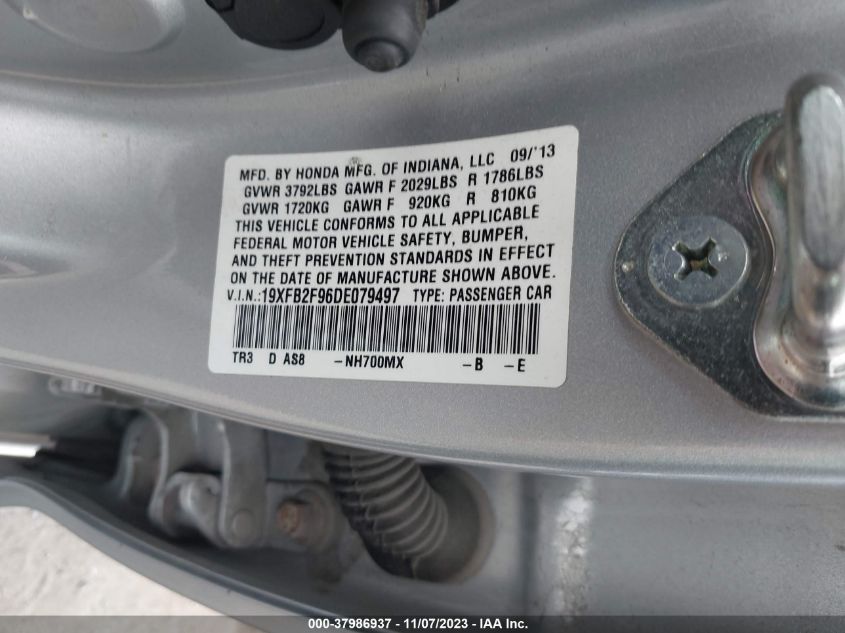 MFD. BY HONDA MFG. OF INDIANA, LLC 09/'13
GVWR 3792LBS GAWR F 2029LBS R 1786LBS
GVWR 1720KG GAWR F 920KG R 810KG
THIS VEHICLE CONFORMS TO ALL APPLICABLE
FEDERAL MOTOR VEHICLE SAFETY, BUMPER,
AND THEFT PREVENTION STANDARDS IN EFFECT
ON THE DATE OF MANUFACTURE SHOWN ABOVE.
V.I.N.:19XFB2F96DE079497 TYPE: PASSENGER CAR
TR3 D AS8 -NH700MX -B -E
000-37986937 - 11/07/2023 - IAA Inc.